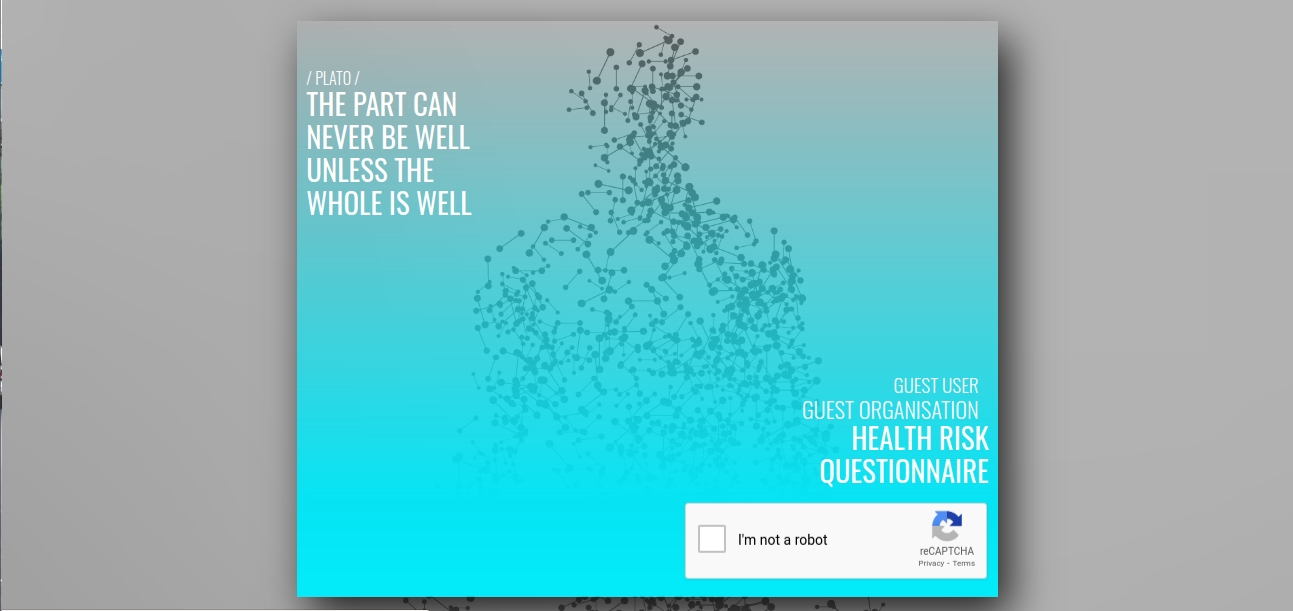 / PLATO /
THE PART CAN
NEVER BE WELL
UNLESS THE
WHOLE IS WELL
GUEST USER
GUEST ORGANISATION
HEALTH RISK
QUESTIONNAIRE
I'm not a robot
reCAPTCHA
Privacy - Terms